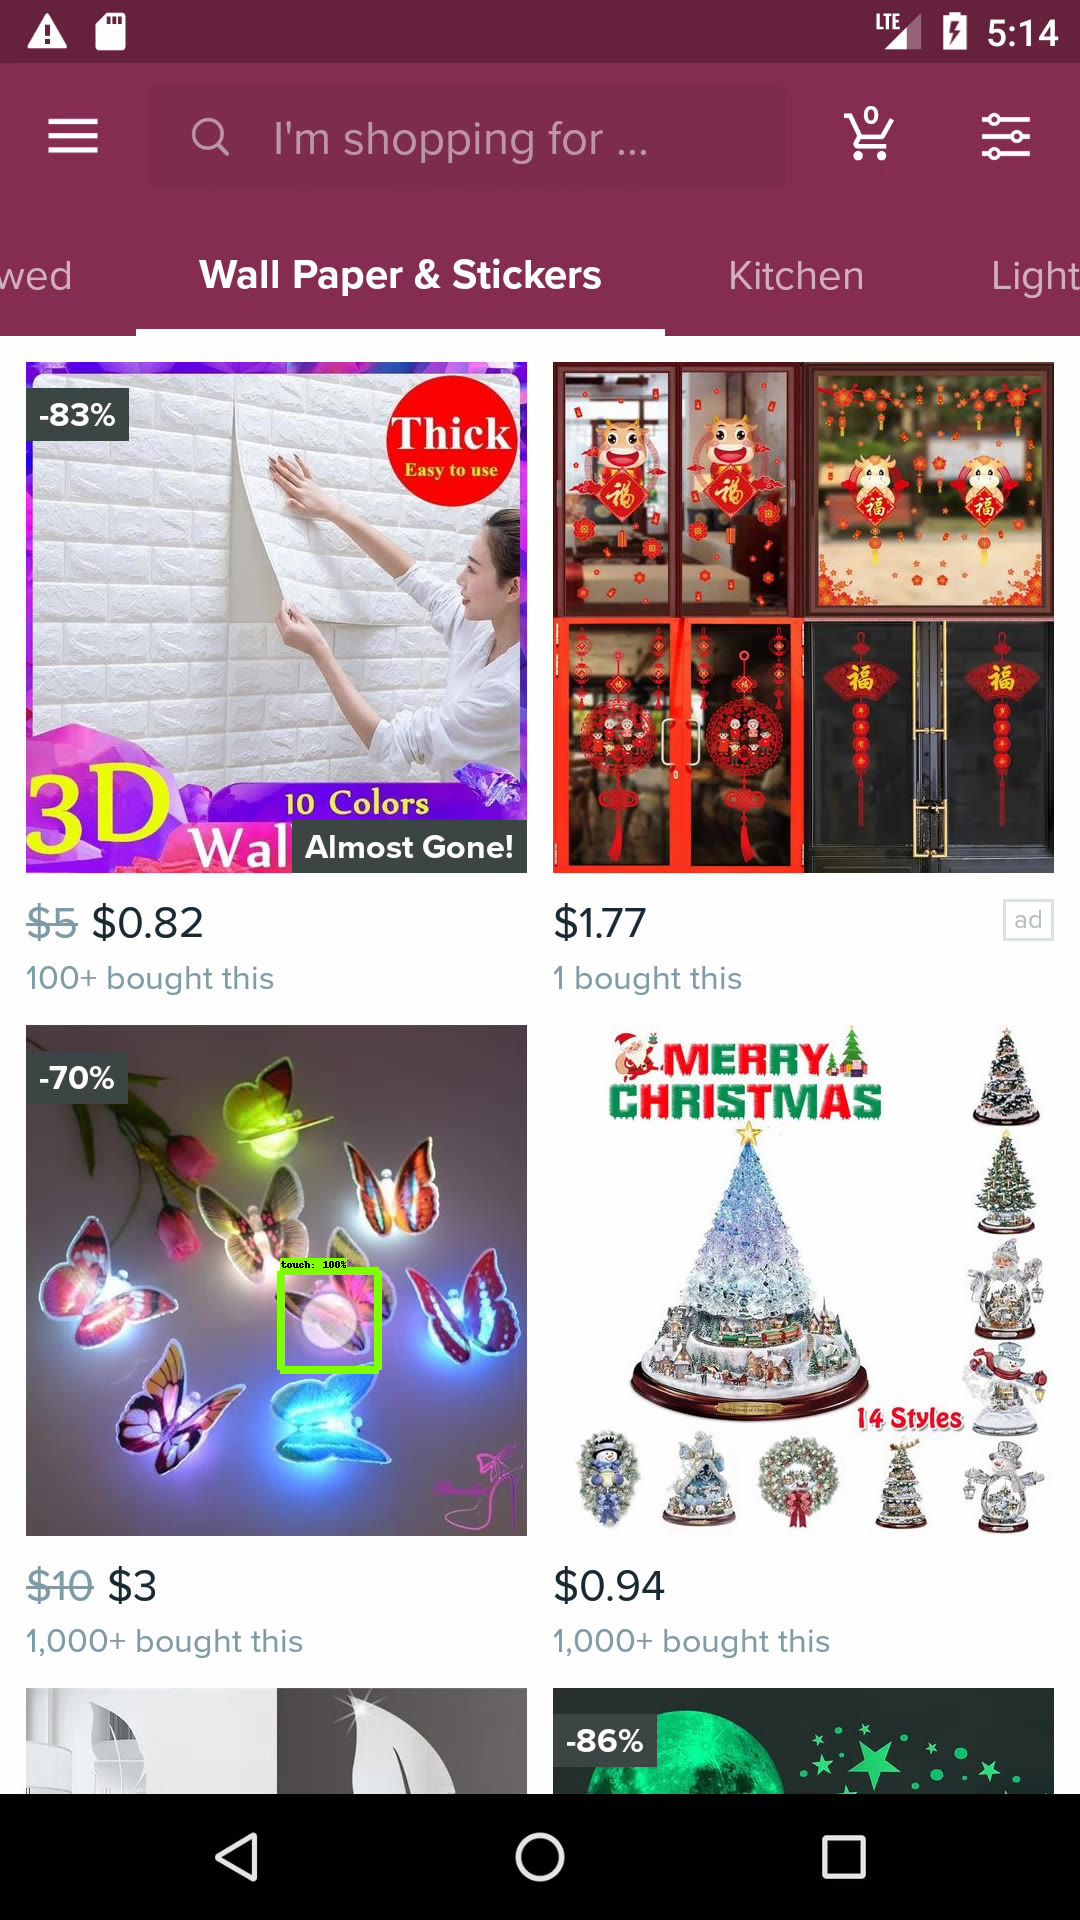 LTE 5:14
I'm shopping for ...
0
wed
Wall Paper & Stickers
Kitchen
Light
-83%
Thick
Easy to use
3D
10 Colors
Wal
Almost Gone!
福 福
福 福
福 福
$5 $0.82
100+ bought this
$1.77
ad
1 bought this
-70%
touch: 100%
MERRY
CHRISTMAS
14 Styles
$10 $3
1,000+ bought this
$0.94
1,000+ bought this
-86%